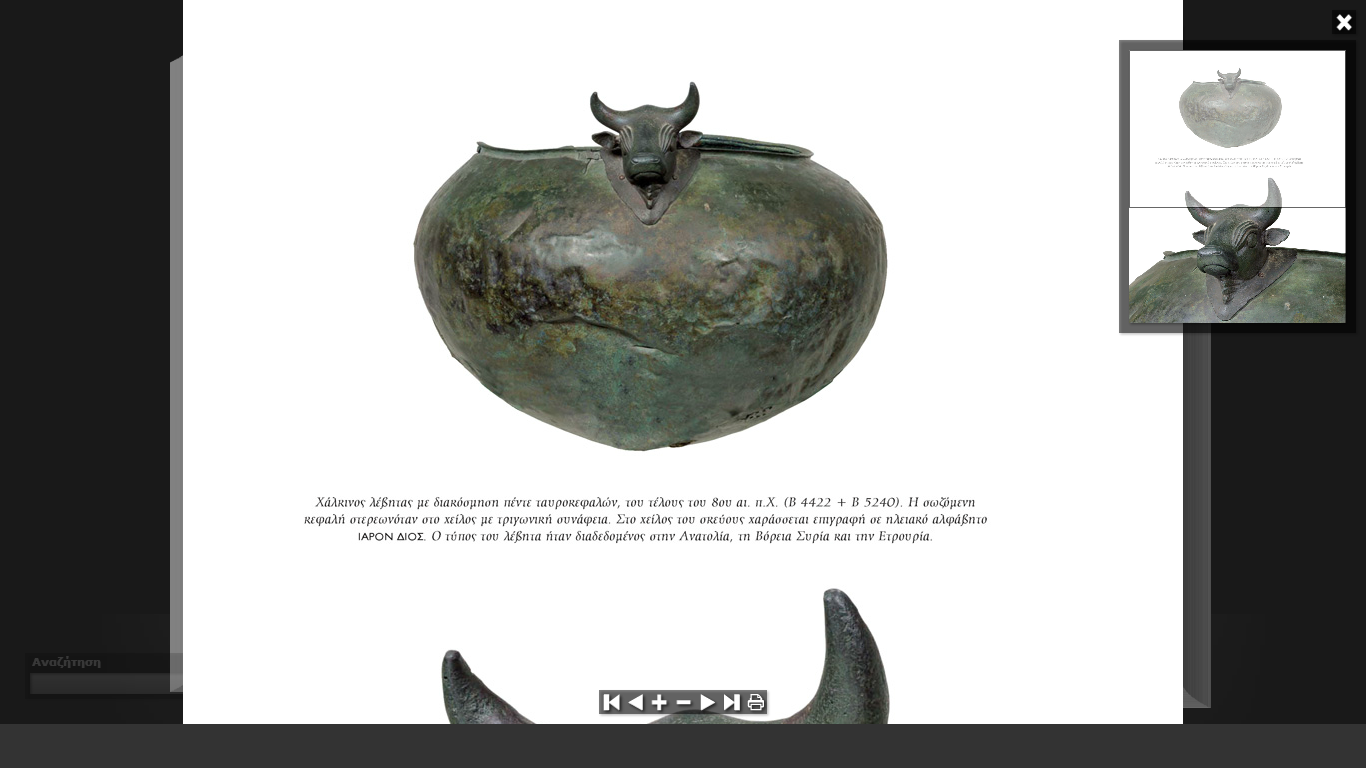 Χάλκινος λέβητας με διακόσμηση πέντε ταυροκεφαλών, του τέλους του 8ου αι. π.Χ. (Β 4422 + Β 5240). Η σωζόμενη
κεφαλή στερεωνόταν στο χείλος με τριγωνική συνάφεια. Στο χείλος του σκεύους χαράσσεται επιγραφή σε ηλειακό αλφάβητο
ΙΑΡΟΝ ΔΙΟΣ. Ο τύπος του λέβητα ήταν διαδεδομένος στην Ανατολία, τη Βόρεια Συρία και την Ετρουρία.
Αναζήτηση